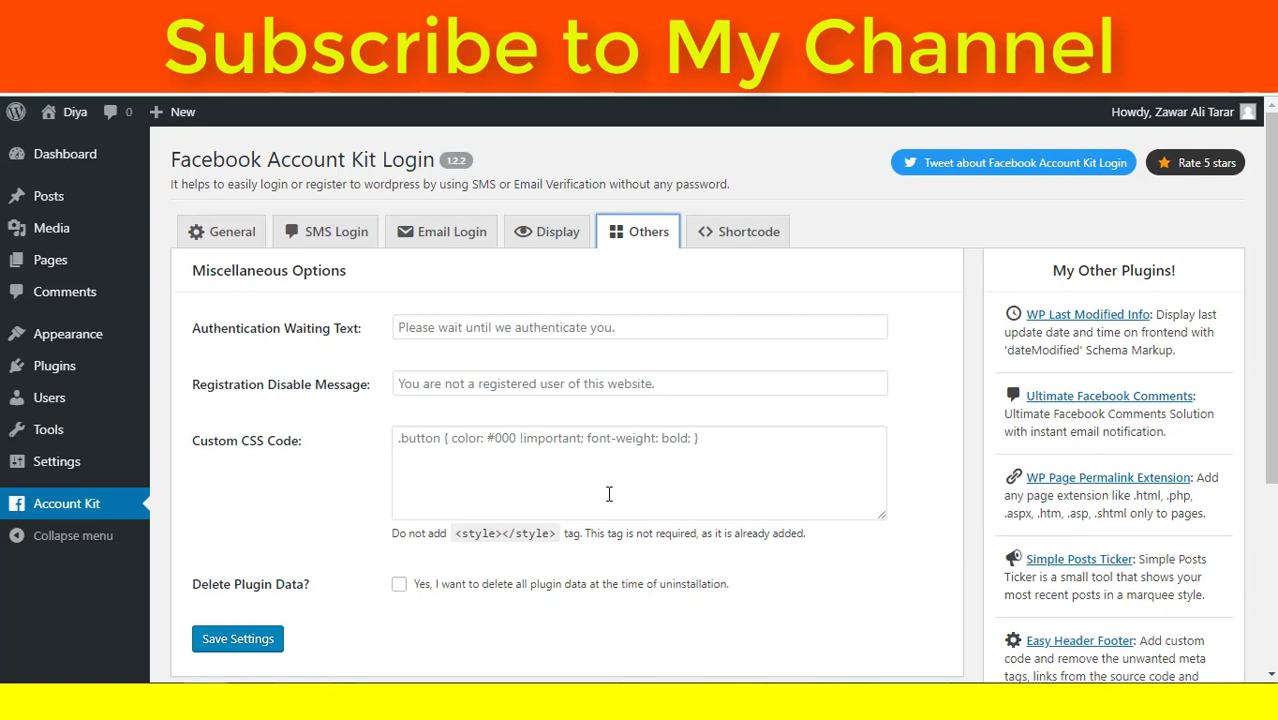 Subscribe to My Channel
Diya
0
New
Howdy, Zawar Ali Tarar
Dashboard
Posts
Media
Pages
Comments
Appearance
Plugins
Users
Tools
Settings
Account Kit
Collapse menu
Facebook Account Kit Login 1.2.2
It helps to easily login or register to wordpress by using SMS or Email Verification without any password.
Tweet about Facebook Account Kit Login
Rate 5 stars
General
SMS Login
Email Login
Display
Others
Shortcode
Miscellaneous Options
Authentication Waiting Text:
Please wait until we authenticate you.
Registration Disable Message:
You are not a registered user of this website.
Custom CSS Code:
.button { color: #000 !important; font-weight: bold; }
Do not add <style></style> tag. This tag is not required, as it is already added.
Delete Plugin Data?
Yes, I want to delete all plugin data at the time of uninstallation.
Save Settings
My Other Plugins!
WP Last Modified Info: Display last
update date and time on frontend with
'dateModified' Schema Markup.
Ultimate Facebook Comments:
Ultimate Facebook Comments Solution
with instant email notification.
WP Page Permalink Extension: Add
any page extension like .html, .php,
.aspx, .htm, .asp, .shtml only to pages.
Simple Posts Ticker: Simple Posts
Ticker is a small tool that shows your
most recent posts in a marquee style.
Easy Header Footer: Add custom
code and remove the unwanted meta
tags, links from the source code and